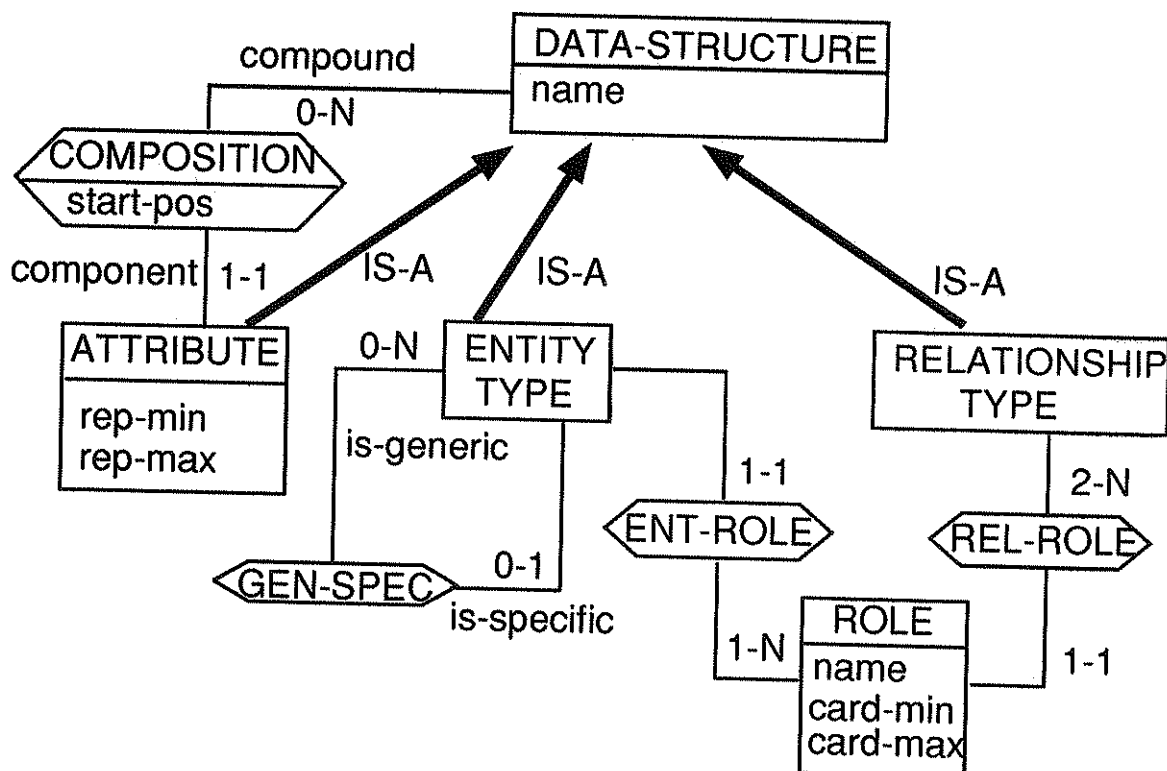 DATA-STRUCTURE
name
compound
0-N
COMPOSITION
start-pos
component
1-1
IS-A
IS-A
IS-A
ATTRIBUTE
rep-min
rep-max
0-N
ENTITY
TYPE
RELATIONSHIP
TYPE
is-generic
1-1
2-N
ENT-ROLE
REL-ROLE
GEN-SPEC
0-1
is-specific
ROLE
name
card-min
card-max
1-N
1-1